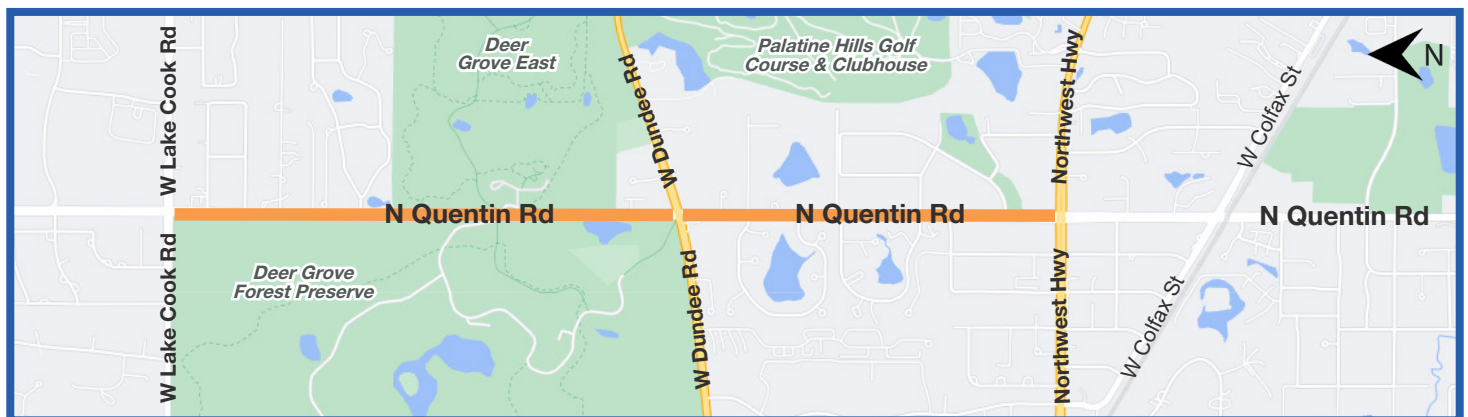 W Lake Cook Rd
Deer
Grove East
W Dundee Rd
Palatine Hills Golf
Course & Clubhouse
Northwest Hwy
W Colfax St
N
N Quentin Rd
N Quentin Rd
N Quentin Rd
W Lake Cook Rd
Deer Grove
Forest Preserve
W Dundee Rd
Northwest Hwy
W Colfax St